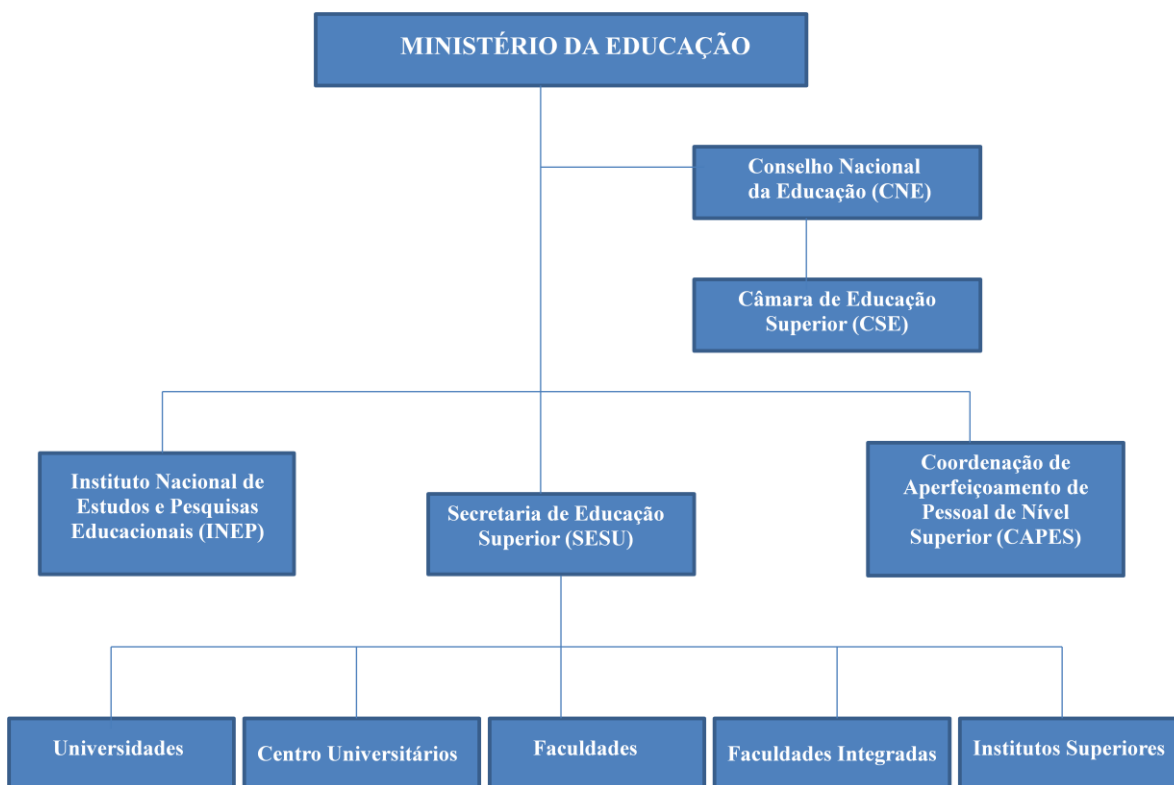 MINISTÉRIO DA EDUCAÇÃO
Conselho Nacional
da Educação (CNE)
Câmara de Educação
Superior (CSE)
Instituto Nacional de
Estudos e Pesquisas
Educacionais (INEP)
Secretaria de Educação
Superior (SESU)
Coordenação de
Aperfeiçoamento de
Pessoal de Nível
Superior (CAPES)
Universidades
Centro Universitários
Faculdades
Faculdades Integradas
Institutos Superiores